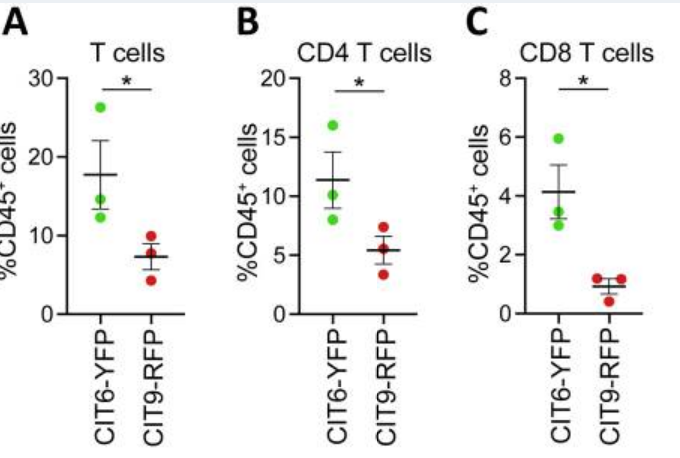 A
T cells
%CD45⁺ cells
30
20
10
0
*
CIT6-YFP
CIT9-RFP
B
CD4 T cells
%CD45⁺ cells
20
15
10
5
0
*
CIT6-YFP
CIT9-RFP
C
CD8 T cells
%CD45⁺ cells
8
6
4
2
0
*
CIT6-YFP
CIT9-RFP